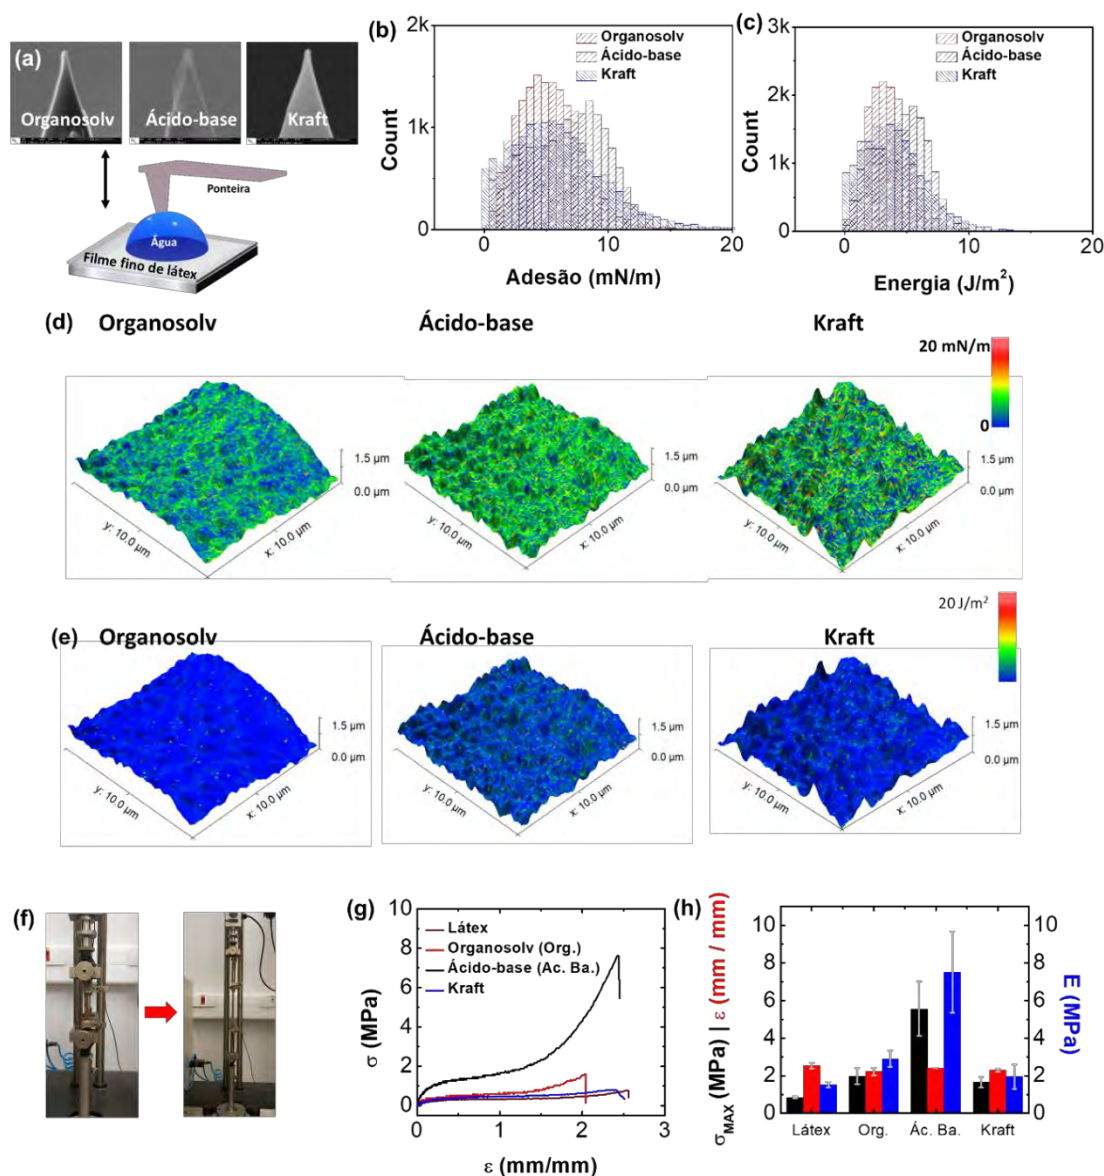 (a)
Organosolv
Ácido-base
Kraft
Ponteira
Água
Filme fino de látex
(b)
2k
1k
0
Count
Organosolv
Ácido-base
Kraft
0 10 20
Adesão (mN/m)
(c)
3k
2k
1k
0
Count
Organosolv
Ácido-base
Kraft
0 10 20
Energia (J/m²)
(d)
Organosolv
Ácido-base
Kraft
20 mN/m
0
1.5 µm
0.0 µm
y: 10.0 µm
x: 10.0 µm
1.5 µm
0.0 µm
y: 10.0 µm
x: 10.0 µm
1.5 µm
0.0 µm
y: 10.0 µm
x: 10.0 µm
(e)
Organosolv
Ácido-base
Kraft
20 J/m²
1.5 µm
0.0 µm
y: 10.0 µm
x: 10.0 µm
1.5 µm
0.0 µm
y: 10.0 µm
x: 10.0 µm
1.5 µm
0.0 µm
y: 10.0 µm
x: 10.0 µm
(f)
(g)
10
8
6
4
2
0
σ (MPa)
Látex
Organosolv (Org.)
Ácido-base (Ac. Ba.)
Kraft
0 1 2 3
ε (mm/mm)
(h)
10
8
6
4
2
0
σMAX (MPa) | ε (mm / mm)
10
8
6
4
2
0
E (MPa)
Látex Org. Ác. Ba. Kraft